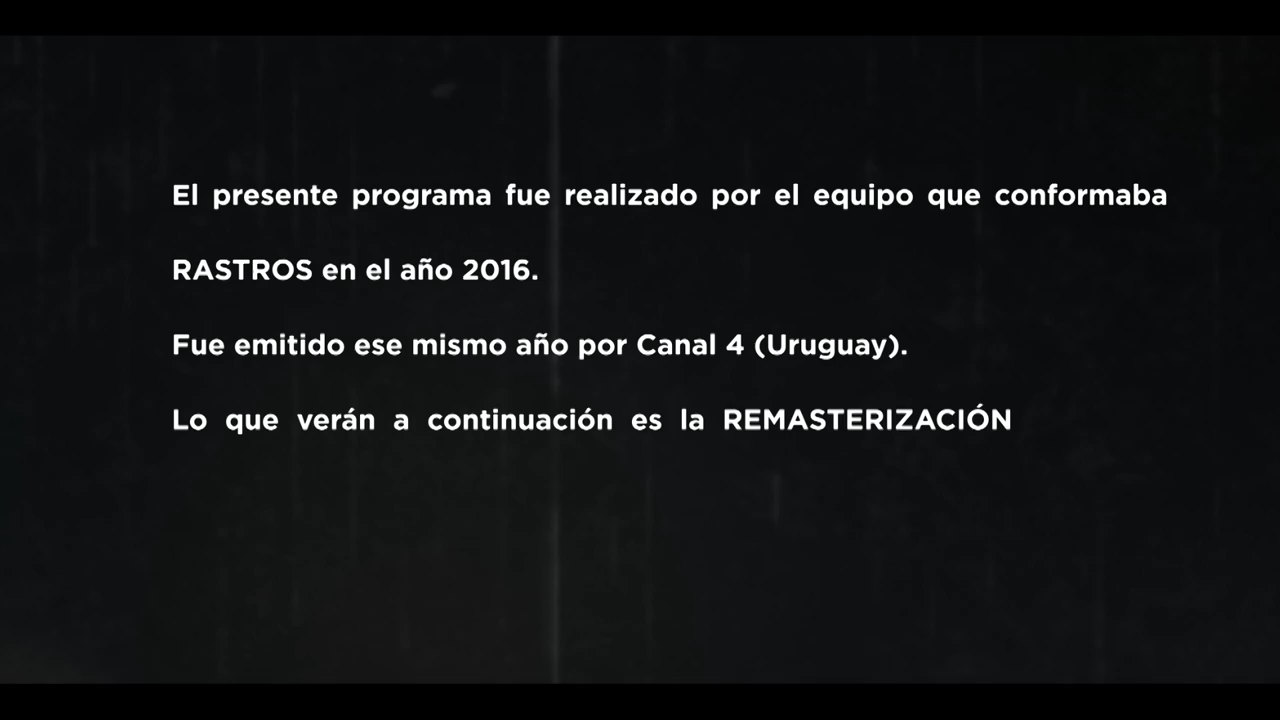 El presente programa fue realizado por el equipo que conformaba
RASTROS en el año 2016.
Fue emitido ese mismo año por Canal 4 (Uruguay).
Lo que verán a continuación es la REMASTERIZACIÓN